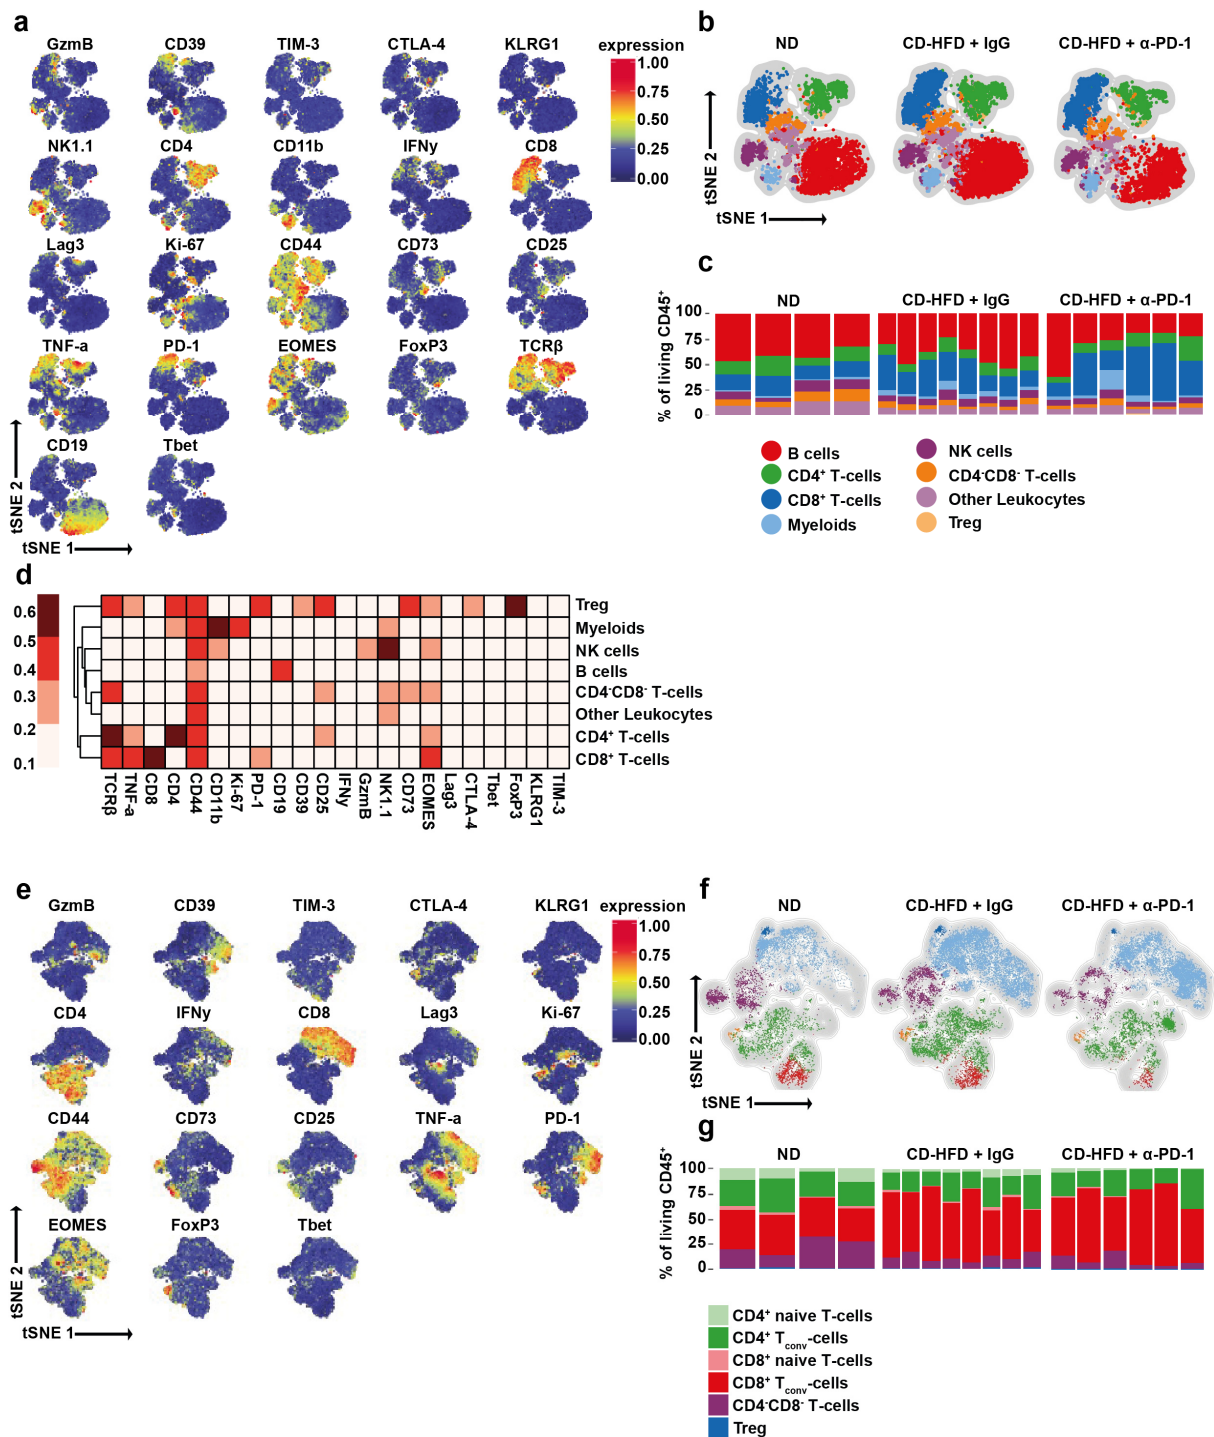 a
GzmB CD39 TIM-3 CTLA-4 KLRG1 expression
1.00
0.75
0.50
0.25
0.00
NK1.1 CD4 CD11b IFNy CD8
Lag3 Ki-67 CD44 CD73 CD25
TNF-a PD-1 EOMES FoxP3 TCRβ
CD19 Tbet
tSNE 2
tSNE 1
b
ND CD-HFD + IgG CD-HFD + α-PD-1
tSNE 2
tSNE 1
c
ND CD-HFD + IgG CD-HFD + α-PD-1
% of living CD45⁺
100
75
50
25
0
B cells
CD4⁺ T-cells
CD8⁺ T-cells
Myeloids
NK cells
CD4⁻CD8⁻ T-cells
Other Leukocytes
Treg
d
0.6
0.5
0.4
0.3
0.2
0.1
Treg
Myeloids
NK cells
B cells
CD4⁻CD8⁻ T-cells
Other Leukocytes
CD4⁺ T-cells
CD8⁺ T-cells
TCRβ TNF-a CD8 CD4 CD44 CD11b Ki-67 PD-1 CD19 CD39 CD25 IFNy GzmB NK1.1 CD73 EOMES Lag3 CTLA-4 Tbet FoxP3 KLRG1 TIM-3
e
GzmB CD39 TIM-3 CTLA-4 KLRG1 expression
1.00
0.75
0.50
0.25
0.00
CD4 IFNy CD8 Lag3 Ki-67
CD44 CD73 CD25 TNF-a PD-1
EOMES FoxP3 Tbet
tSNE 2
tSNE 1
f
ND CD-HFD + IgG CD-HFD + α-PD-1
tSNE 2
tSNE 1
g
ND CD-HFD + IgG CD-HFD + α-PD-1
% of living CD45⁺
100
75
50
25
0
CD4⁺ naive T-cells
CD4⁺ Tconv-cells
CD8⁺ naive T-cells
CD8⁺ Tconv-cells
CD4⁻CD8⁻ T-cells
Treg